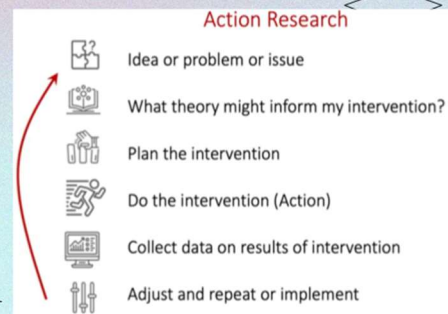 Action Research
Idea or problem or issue
What theory might inform my intervention?
Plan the intervention
Do the intervention (Action)
Collect data on results of intervention
Adjust and repeat or implement